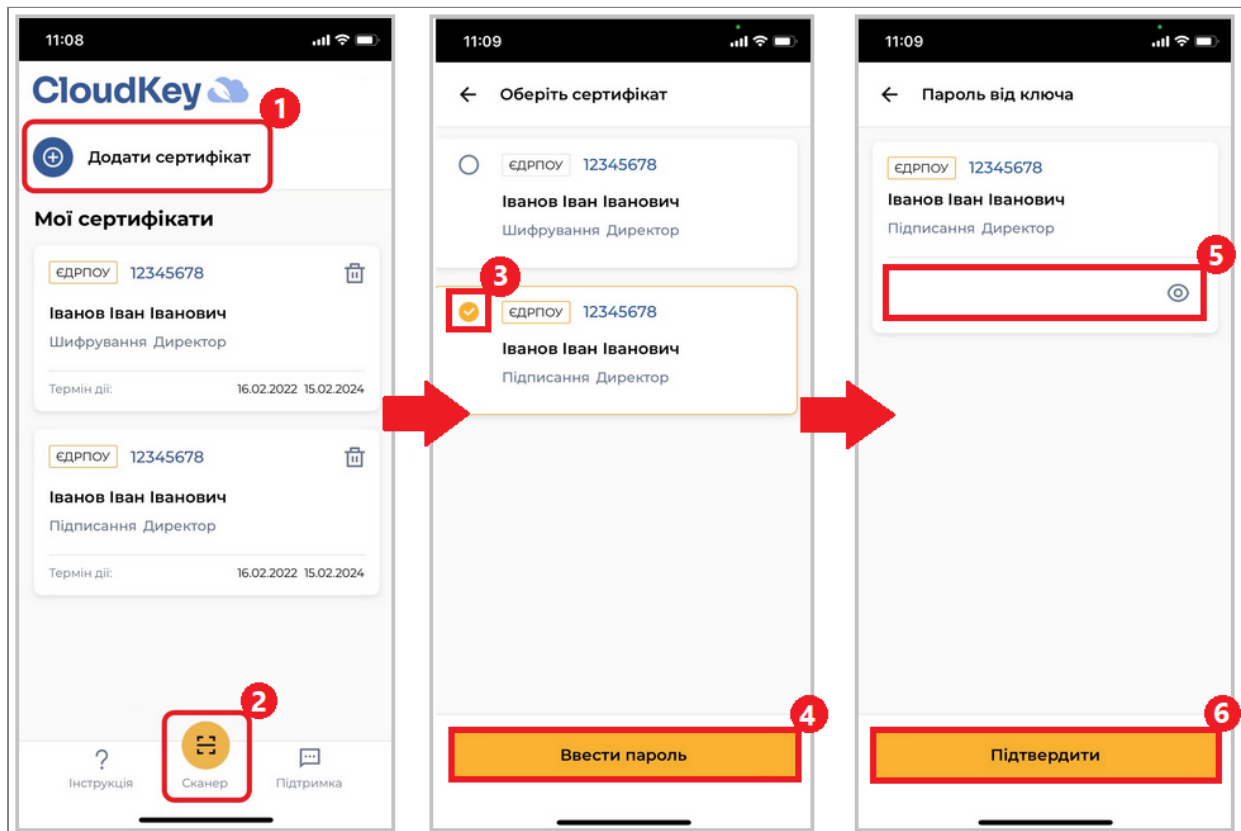 11:08
CloudKey
1
Додати сертифікат
Мої сертифікати
ЄДРПОУ 12345678
Іванов Іван Іванович
Шифрування Директор
Термін дії: 16.02.2022 15.02.2024
ЄДРПОУ 12345678
Іванов Іван Іванович
Підписання Директор
Термін дії: 16.02.2022 15.02.2024
2
?
Інструкція Сканер Підтримка
11:09
Оберіть сертифікат
ЄДРПОУ 12345678
Іванов Іван Іванович
Шифрування Директор
3
ЄДРПОУ 12345678
Іванов Іван Іванович
Підписання Директор
4
Ввести пароль
11:09
Пароль від ключа
ЄДРПОУ 12345678
Іванов Іван Іванович
Підписання Директор
5
6
Підтвердити